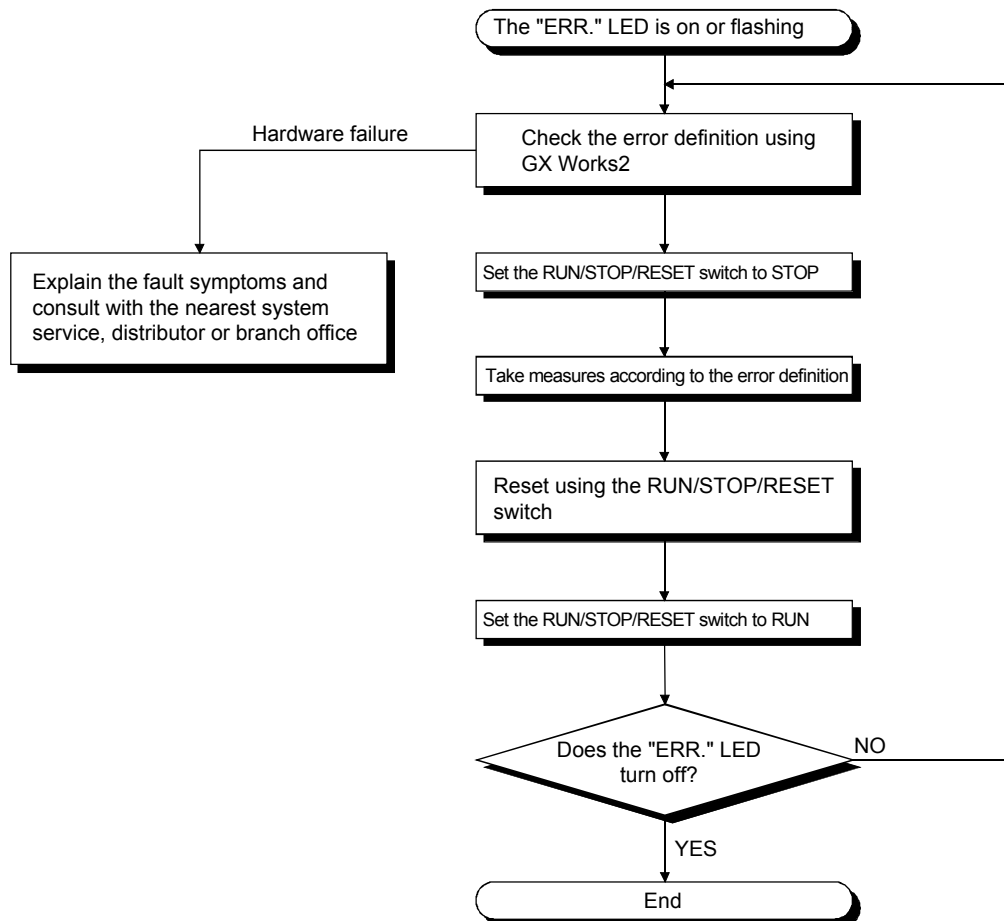 The "ERR." LED is on or flashing
Hardware failure
Check the error definition using
GX Works2
Explain the fault symptoms and
consult with the nearest system
service, distributor or branch office
Set the RUN/STOP/RESET switch to STOP
Take measures according to the error definition
Reset using the RUN/STOP/RESET
switch
Set the RUN/STOP/RESET switch to RUN
Does the "ERR." LED
turn off?
NO
YES
End